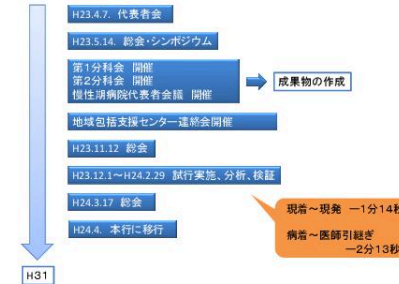 H23.4.7. 代表者会
H23.5.14. 総会・シンポジウム
第1分科会 開催
第2分科会 開催
慢性期病院代表者会議 開催
成果物の作成
地域包括支援センター連絡会開催
H23.11.12 総会
H23.12.1～H24.2.29 試行実施、分析、検証
H24.3.17 総会
H24.4. 本行に移行
現着～現発 －1分14秒
病着～医師引継ぎ
－2分13秒
H31